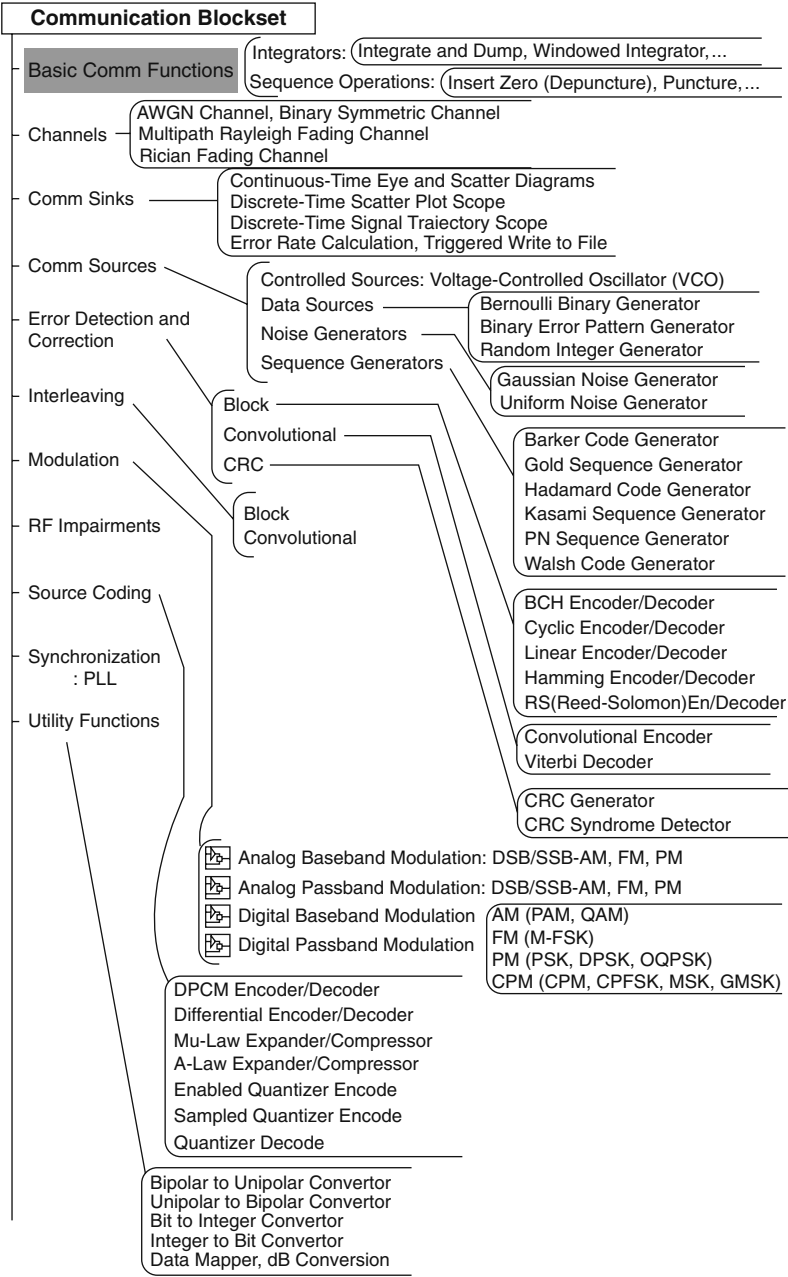 Communication Blockset
Basic Comm Functions
Integrators: Integrate and Dump, Windowed Integrator,...
Sequence Operations: Insert Zero (Depuncture), Puncture,...
Channels
AWGN Channel, Binary Symmetric Channel
Multipath Rayleigh Fading Channel
Rician Fading Channel
Comm Sinks
Continuous-Time Eye and Scatter Diagrams
Discrete-Time Scatter Plot Scope
Discrete-Time Signal Traiectory Scope
Error Rate Calculation, Triggered Write to File
Comm Sources
Controlled Sources: Voltage-Controlled Oscillator (VCO)
Data Sources
Bernoulli Binary Generator
Binary Error Pattern Generator
Random Integer Generator
Noise Generators
Gaussian Noise Generator
Uniform Noise Generator
Sequence Generators
Barker Code Generator
Gold Sequence Generator
Hadamard Code Generator
Kasami Sequence Generator
PN Sequence Generator
Walsh Code Generator
Error Detection and
Correction
Block
Convolutional
CRC
BCH Encoder/Decoder
Cyclic Encoder/Decoder
Linear Encoder/Decoder
Hamming Encoder/Decoder
RS(Reed-Solomon)En/Decoder
Convolutional Encoder
Viterbi Decoder
CRC Generator
CRC Syndrome Detector
Interleaving
Block
Convolutional
Modulation
Analog Baseband Modulation: DSB/SSB-AM, FM, PM
Analog Passband Modulation: DSB/SSB-AM, FM, PM
Digital Baseband Modulation
Digital Passband Modulation
AM (PAM, QAM)
FM (M-FSK)
PM (PSK, DPSK, OQPSK)
CPM (CPM, CPFSK, MSK, GMSK)
RF Impairments
Source Coding
DPCM Encoder/Decoder
Differential Encoder/Decoder
Mu-Law Expander/Compressor
A-Law Expander/Compressor
Enabled Quantizer Encode
Sampled Quantizer Encode
Quantizer Decode
Synchronization
: PLL
Utility Functions
Bipolar to Unipolar Convertor
Unipolar to Bipolar Convertor
Bit to Integer Convertor
Integer to Bit Convertor
Data Mapper, dB Conversion